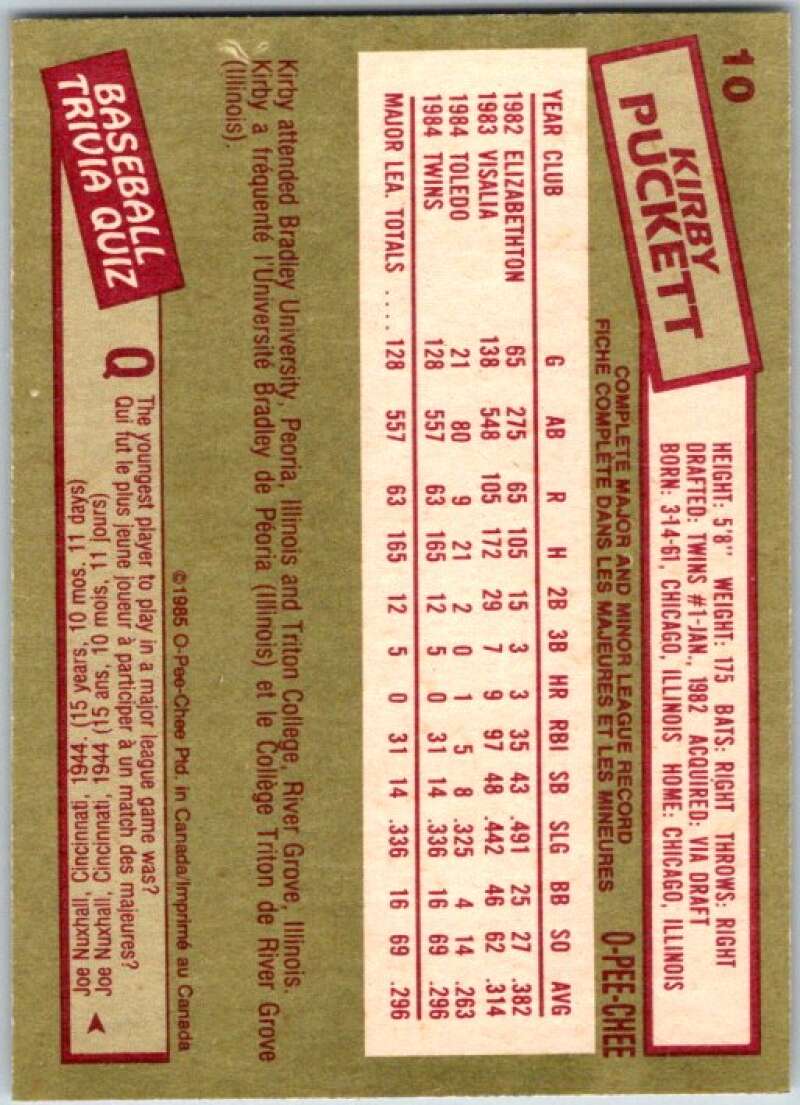 10
KIRBY
PUCKETT
HEIGHT: 5'8" WEIGHT: 175 BATS: RIGHT THROWS: RIGHT
DRAFTED: TWINS #1-JAN., 1982 ACQUIRED: VIA DRAFT
BORN: 3-14-61, CHICAGO, ILLINOIS HOME: CHICAGO, ILLINOIS
COMPLETE MAJOR AND MINOR LEAGUE RECORD
FICHE COMPLÈTE DANS LES MAJEURES ET LES MINEURES
O-PEE-CHEE
YEAR CLUB G AB R H 2B 3B HR RBI SB SLG BB SO AVG
1982 ELIZABETHTON 65 275 65 105 15 3 3 35 43 .491 25 27 .382
1983 VISALIA 138 548 105 172 29 7 9 97 48 .442 46 62 .314
1984 TOLEDO 21 80 9 21 2 0 1 5 8 .325 4 14 .263
1984 TWINS 128 557 63 165 12 5 0 31 14 .336 16 69 .296
MAJOR LEA. TOTALS .... 128 557 63 165 12 5 0 31 14 .336 16 69 .296
Kirby attended Bradley University, Peoria, Illinois and Triton College, River Grove, Illinois.
Kirby a fréquenté l'Université Bradley de Péoria (Illinois) et le Collège Triton de River Grove
(Illinois).
©1985 O-Pee-Chee Ptd. in Canada/Imprimé au Canada
BASEBALL
TRIVIA QUIZ
Q
The youngest player to play in a major league game was?
Qui fut le plus jeune joueur à participer à un match des majeures?
Joe Nuxhall, Cincinnati, 1944. (15 years, 10 mos. 11 days)
Joe Nuxhall, Cincinnati, 1944 (15 ans, 10 mois, 11 jours)